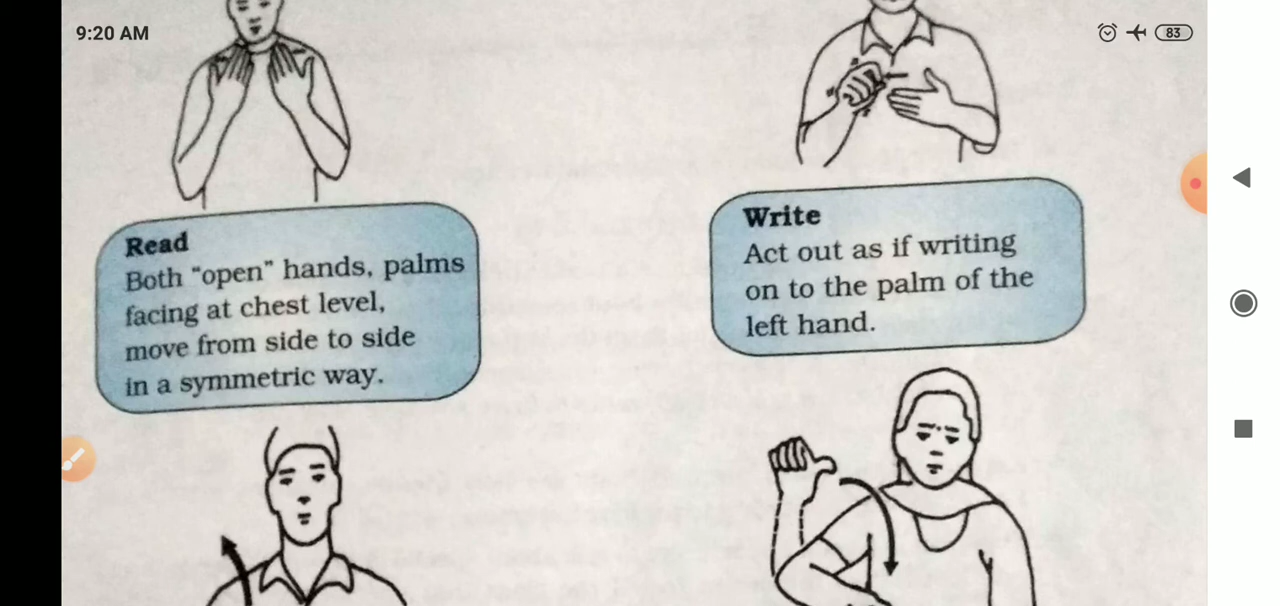 9:20 AM
83
Read
Both "open" hands, palms
facing at chest level,
move from side to side
in a symmetric way.
Write
Act out as if writing
on to the palm of the
left hand.